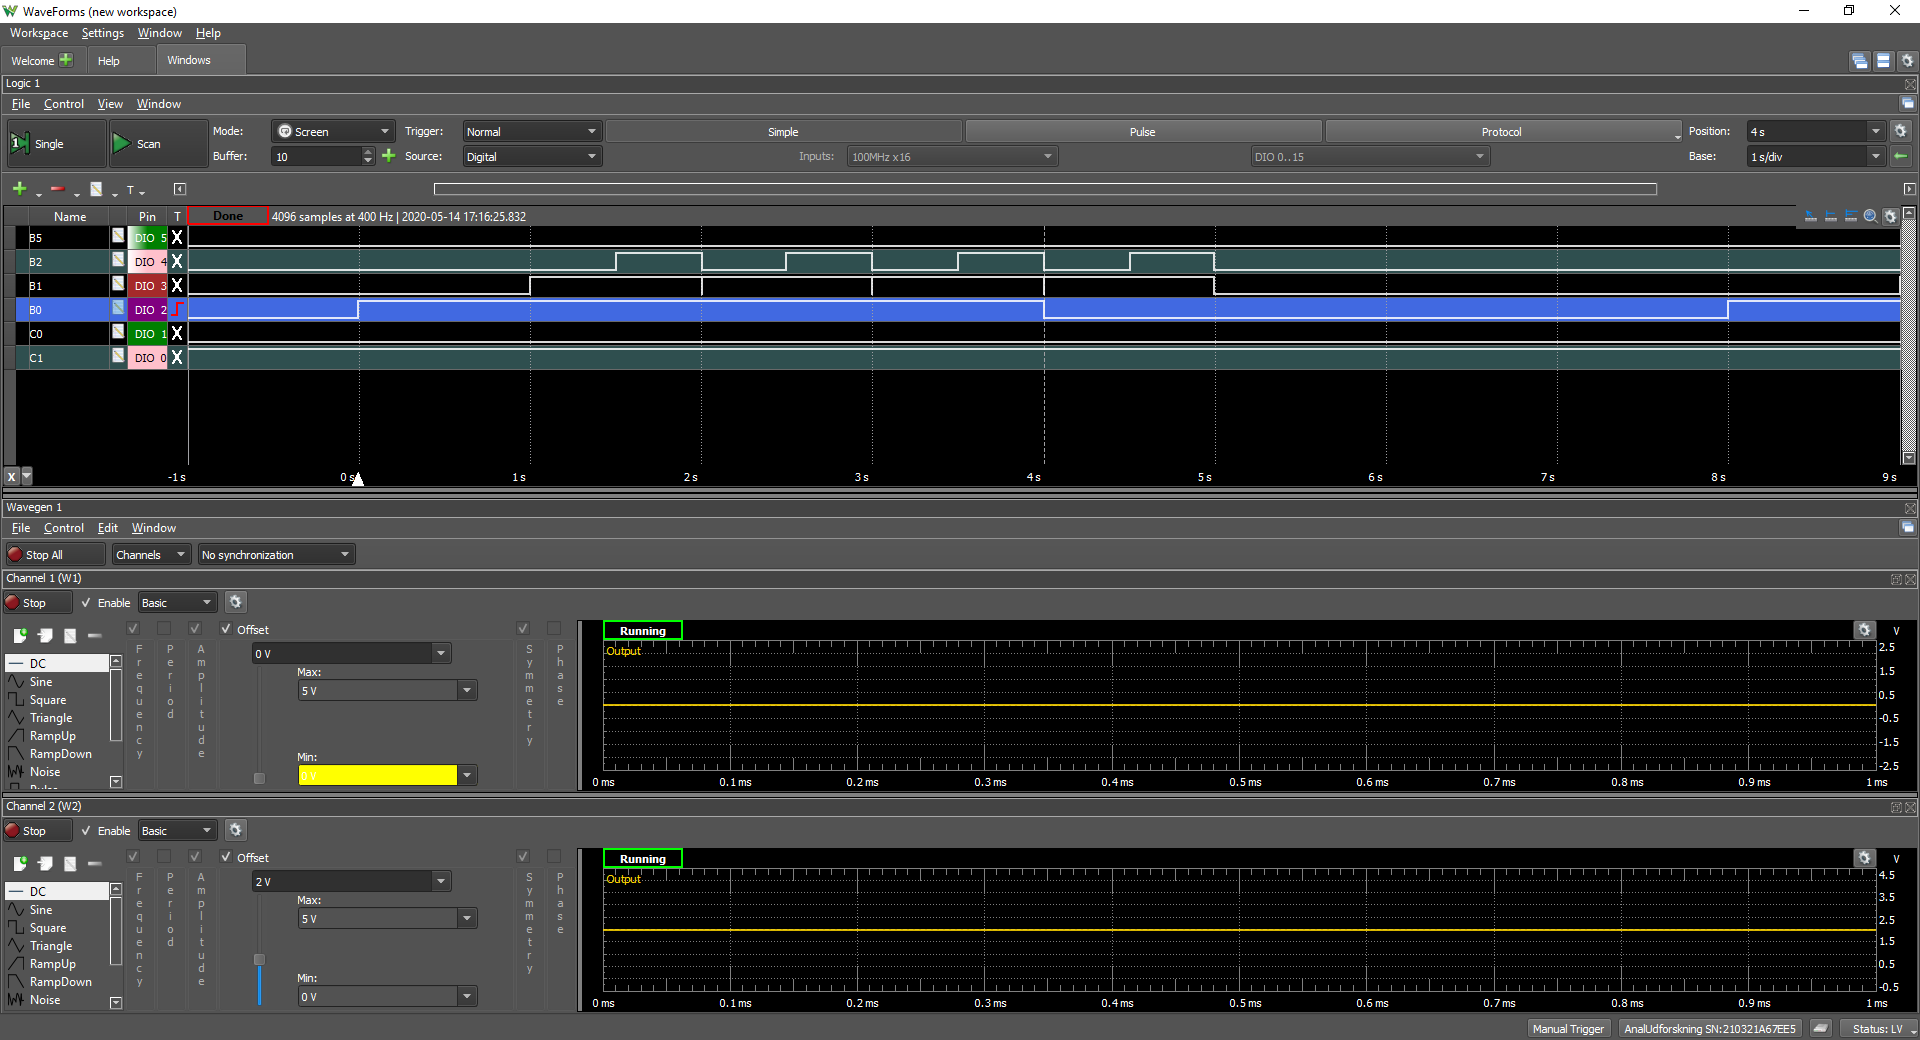 WaveForms (new workspace)
Workspace Settings Window Help
Welcome Help Windows
Logic 1
File Control View Window
Single Scan Mode: Screen Trigger: Normal Simple Pulse Protocol Position: 4 s
Buffer: 10 Source: Digital Inputs: 100MHz x16 DIO 0..15 Base: 1 s/div
T
Name Pin T Done 4096 samples at 400 Hz | 2020-05-14 17:16:25.832
B5 DIO 5 X
B2 DIO 4 X
B1 DIO 3 X
B0 DIO 2
C0 DIO 1 X
C1 DIO 0 X
X -1 s 0 s 1 s 2 s 3 s 4 s 5 s 6 s 7 s 8 s 9 s
Wavegen 1
File Control Edit Window
Stop All Channels No synchronization
Channel 1 (W1)
Stop Enable Basic
Frequency Period Amplitude Offset Symmetry Phase
0 V
Max:
5 V
Min:
0 V
DC
Sine
Square
Triangle
RampUp
RampDown
Noise
Running V
Output
2.5
1.5
0.5
-0.5
-1.5
-2.5
0 ms 0.1 ms 0.2 ms 0.3 ms 0.4 ms 0.5 ms 0.6 ms 0.7 ms 0.8 ms 0.9 ms 1 ms
Channel 2 (W2)
Stop Enable Basic
Frequency Period Amplitude Offset Symmetry Phase
2 V
Max:
5 V
Min:
0 V
DC
Sine
Square
Triangle
RampUp
RampDown
Noise
Running V
Output
4.5
3.5
2.5
1.5
0.5
-0.5
0 ms 0.1 ms 0.2 ms 0.3 ms 0.4 ms 0.5 ms 0.6 ms 0.7 ms 0.8 ms 0.9 ms 1 ms
Manual Trigger AnalUdforskning SN:210321A67EE5 Status: LV